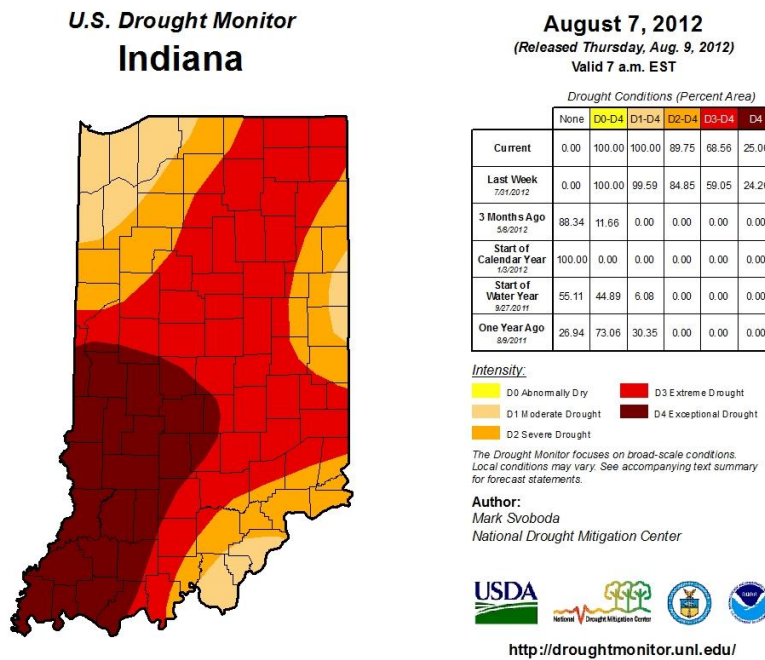 U.S. Drought Monitor
Indiana
August 7, 2012
(Released Thursday, Aug. 9, 2012)
Valid 7 a.m. EST
Drought Conditions (Percent Area)
None D0-D4 D1-D4 D2-D4 D3-D4 D4
Current 0.00 100.00 100.00 89.75 68.56
Last Week 0.00 100.00 99.59 84.85 59.05
7/31/2012
3 Months Ago 88.34 11.66 0.00 0.00 0.00 0.00
5/8/2012
Start of
Calendar Year 100.00 0.00 0.00 0.00 0.00 0.00
1/3/2012
Start of
Water Year 55.11 44.89 6.08 0.00 0.00 0.00
9/27/2011
One Year Ago 26.94 73.06 30.35 0.00 0.00 0.00
8/9/2011
Intensity:
D0 Abnormally Dry
D1 Moderate Drought
D2 Severe Drought
D3 Extreme Drought
D4 Exceptional Drought
The Drought Monitor focuses on broad-scale conditions.
Local conditions may vary. See accompanying text summary
for forecast statements.
Author:
Mark Svoboda
National Drought Mitigation Center
USDA
National Drought Mitigation Center
http://droughtmonitor.unl.edu/